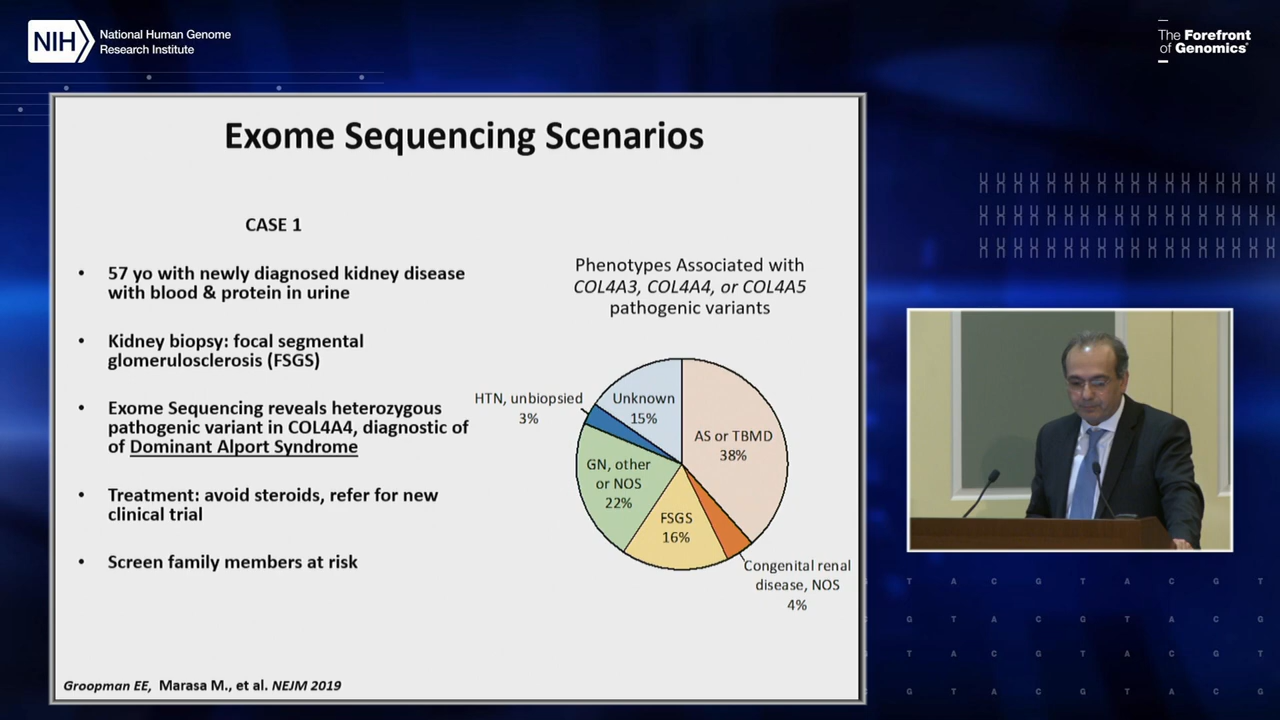 NIH
National Human Genome
Research Institute
The Forefront
of Genomics®
Exome Sequencing Scenarios
CASE 1
• 57 yo with newly diagnosed kidney disease
with blood & protein in urine
• Kidney biopsy: focal segmental
glomerulosclerosis (FSGS)
• Exome Sequencing reveals heterozygous
pathogenic variant in COL4A4, diagnostic of
of Dominant Alport Syndrome
• Treatment: avoid steroids, refer for new
clinical trial
• Screen family members at risk
Phenotypes Associated with
COL4A3, COL4A4, or COL4A5
pathogenic variants
HTN, unbiopsied
3%
Unknown
15%
AS or TBMD
38%
GN, other
or NOS
22%
FSGS
16%
Congenital renal
disease, NOS
4%
Groopman EE, Marasa M., et al. NEJM 2019
T A C G T A C G T
G T A C G T A C G
T A C G T A C G T
G T A C G T A C G